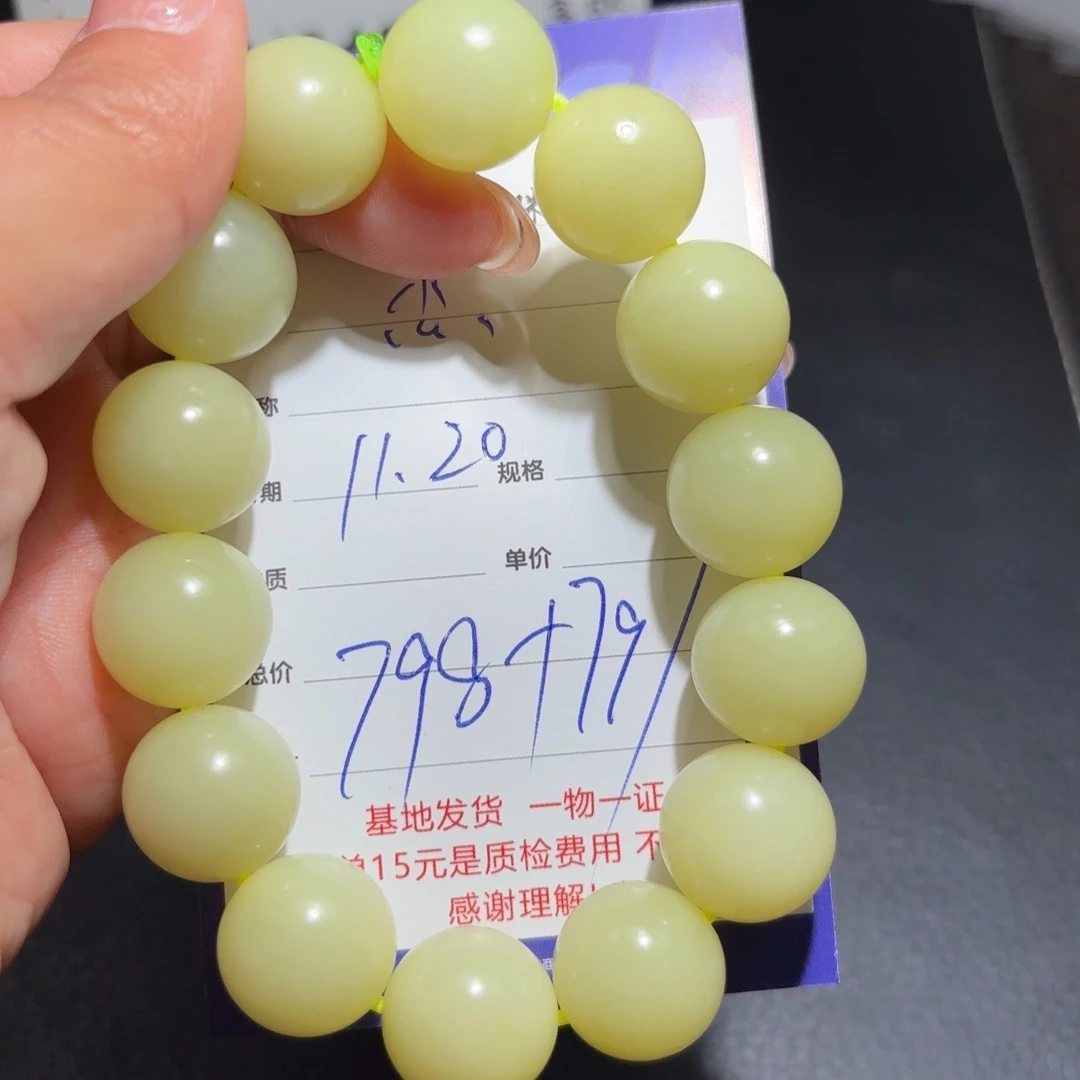 称
11.20
期 规格
质 单价
798+79/
总价
基地发货 一物一证
15元是质检费用 不
感谢理解!